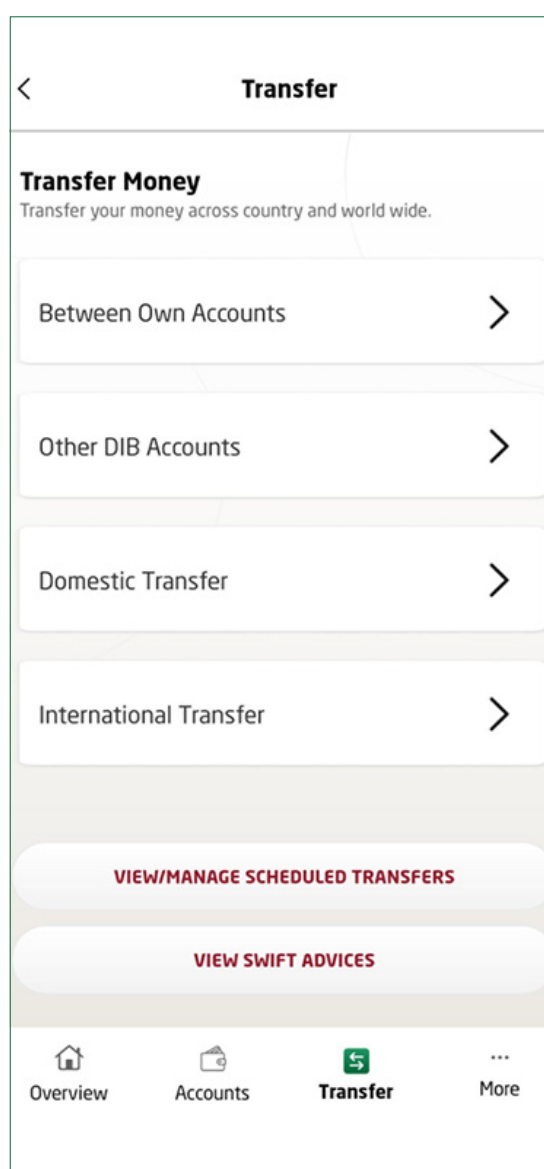 Transfer
Transfer Money
Transfer your money across country and world wide.
Between Own Accounts
Other DIB Accounts
Domestic Transfer
International Transfer
VIEW/MANAGE SCHEDULED TRANSFERS
VIEW SWIFT ADVICES
Overview Accounts Transfer More